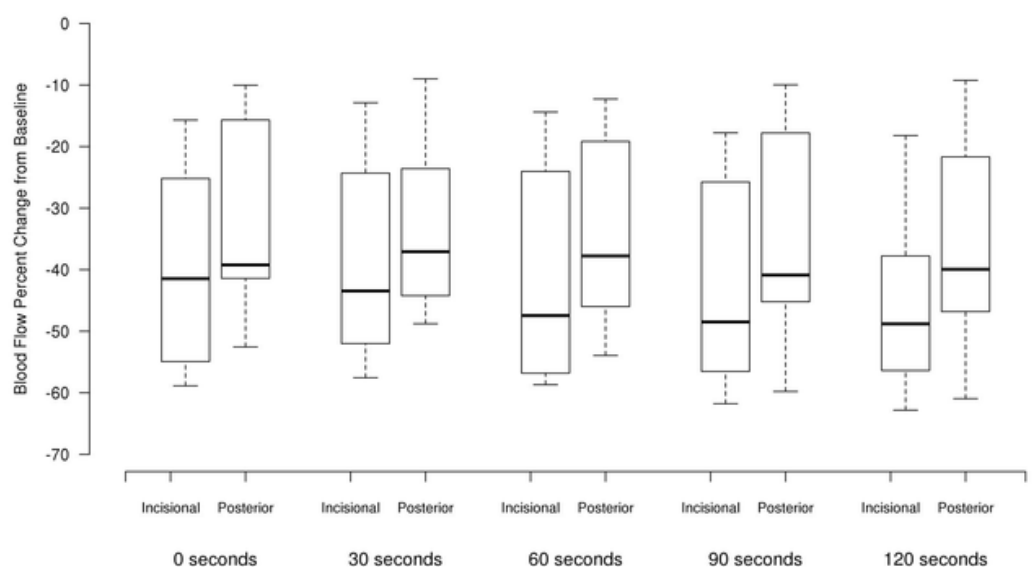 Blood Flow Percent Change from Baseline
0
-10
-20
-30
-40
-50
-60
-70
Incisional Posterior Incisional Posterior Incisional Posterior Incisional Posterior Incisional Posterior
0 seconds 30 seconds 60 seconds 90 seconds 120 seconds